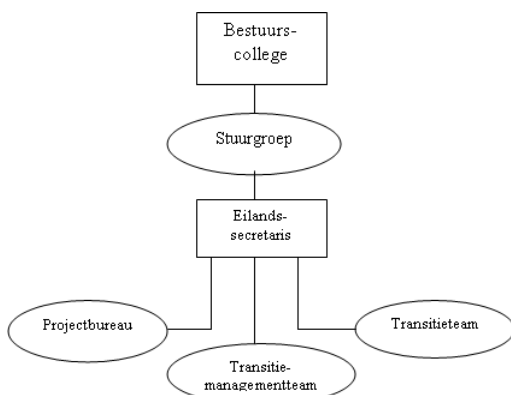 Bestuurs-
college
Stuurgroep
Eilands-
secretaris
Projectbureau
Transitieteam
Transitie-
managementteam